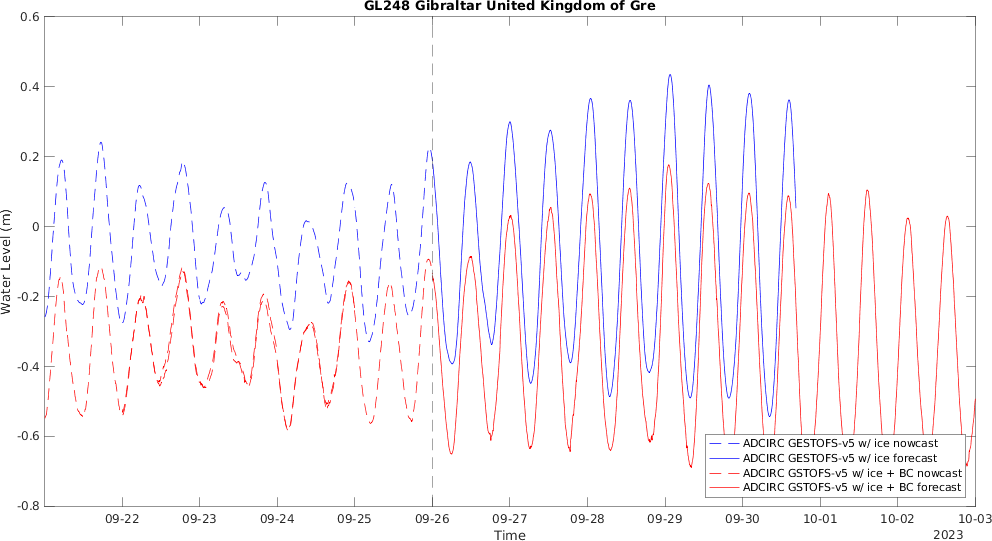 GL248 Gibraltar United Kingdom of Gre
0.6
0.4
0.2
0
-0.2
-0.4
-0.6
-0.8
Water Level (m)
ADCIRC GESTOFS-v5 w/ ice nowcast
ADCIRC GESTOFS-v5 w/ ice forecast
ADCIRC GSTOFS-v5 w/ ice + BC nowcast
ADCIRC GSTOFS-v5 w/ ice + BC forecast
09-22 09-23 09-24 09-25 09-26 09-27 09-28 09-29 09-30 10-01 10-02 10-03
Time
2023